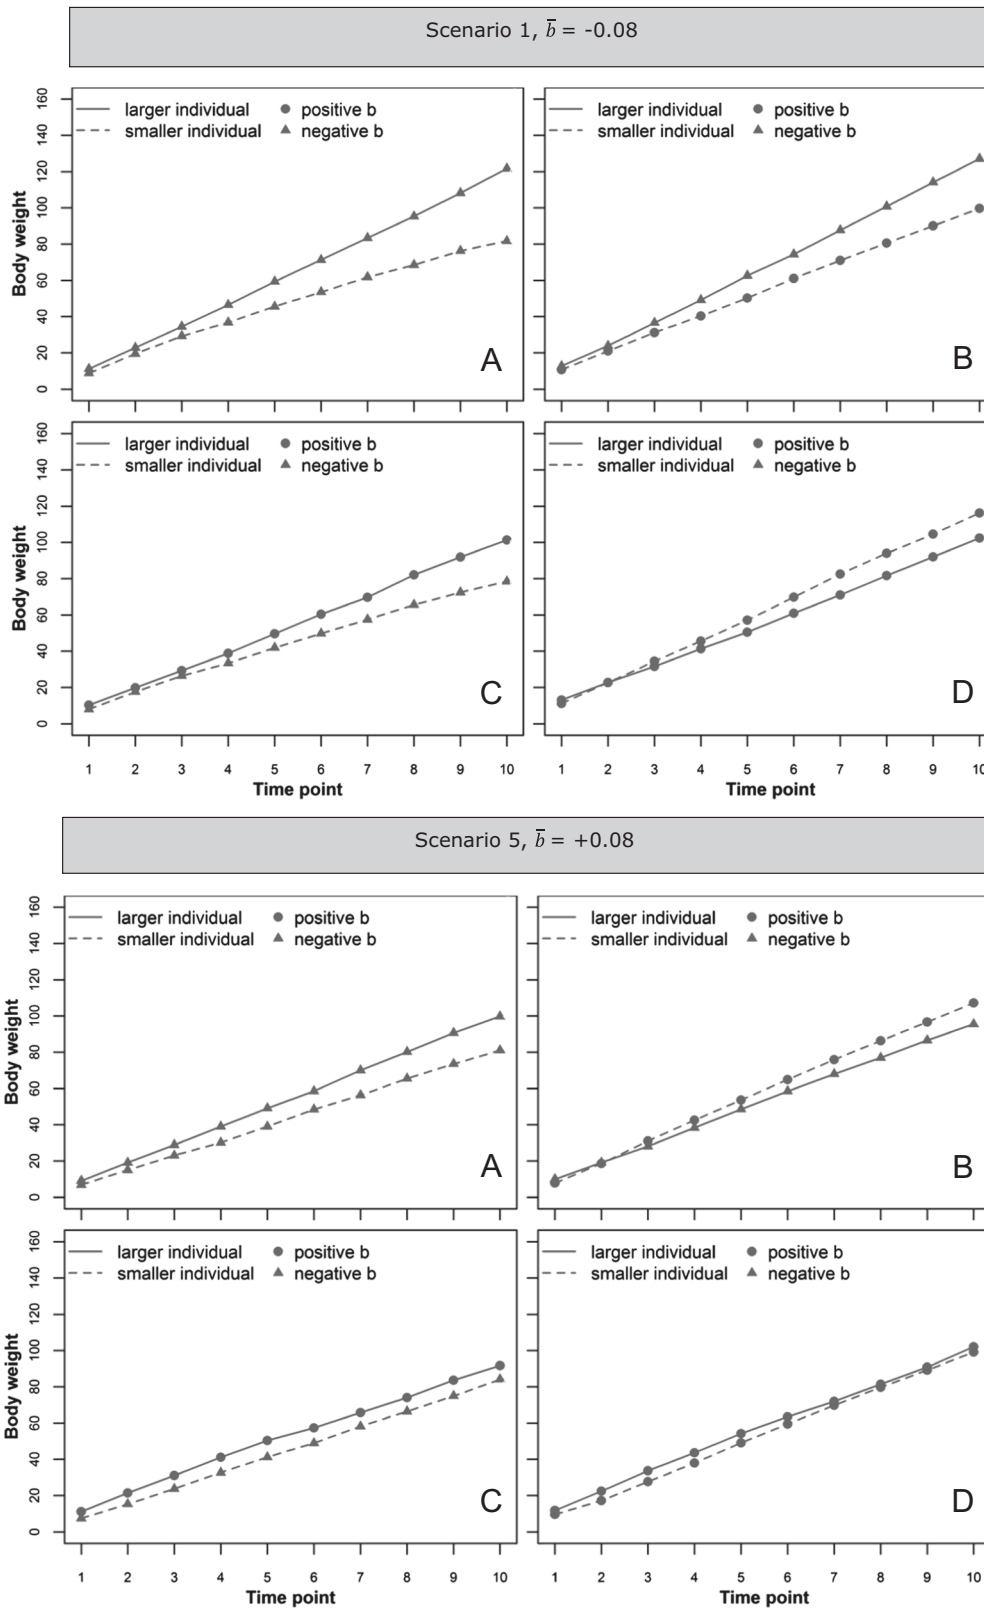 Scenario 1, b̄ = -0.08
160
140
120
100
80
60
40
20
0
Body weight
larger individual
positive b
smaller individual
negative b
A
larger individual
positive b
smaller individual
negative b
B
160
140
120
100
80
60
40
20
0
Body weight
larger individual
positive b
smaller individual
negative b
C
larger individual
positive b
smaller individual
negative b
D
1 2 3 4 5 6 7 8 9 10
Time point
1 2 3 4 5 6 7 8 9 10
Time point
Scenario 5, b̄ = +0.08
160
140
120
100
80
60
40
20
0
Body weight
larger individual
positive b
smaller individual
negative b
A
larger individual
positive b
smaller individual
negative b
B
160
140
120
100
80
60
40
20
0
Body weight
larger individual
positive b
smaller individual
negative b
C
larger individual
positive b
smaller individual
negative b
D
1 2 3 4 5 6 7 8 9 10
Time point
1 2 3 4 5 6 7 8 9 10
Time point